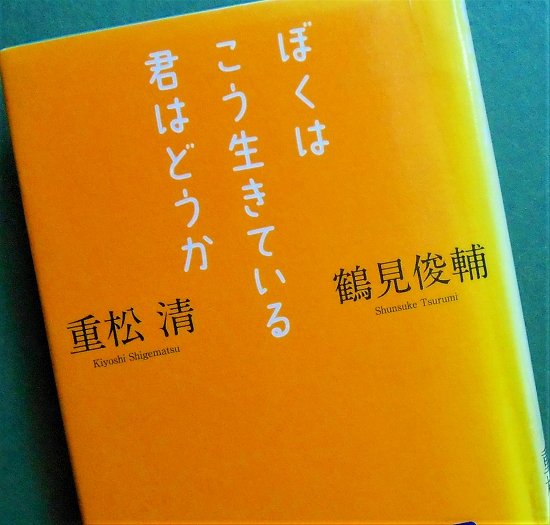 ぼくは
こう生きている
君はどうか
鶴見俊輔
Shunsuke Tsurumi
重松 清
Kiyoshi Shigematsu